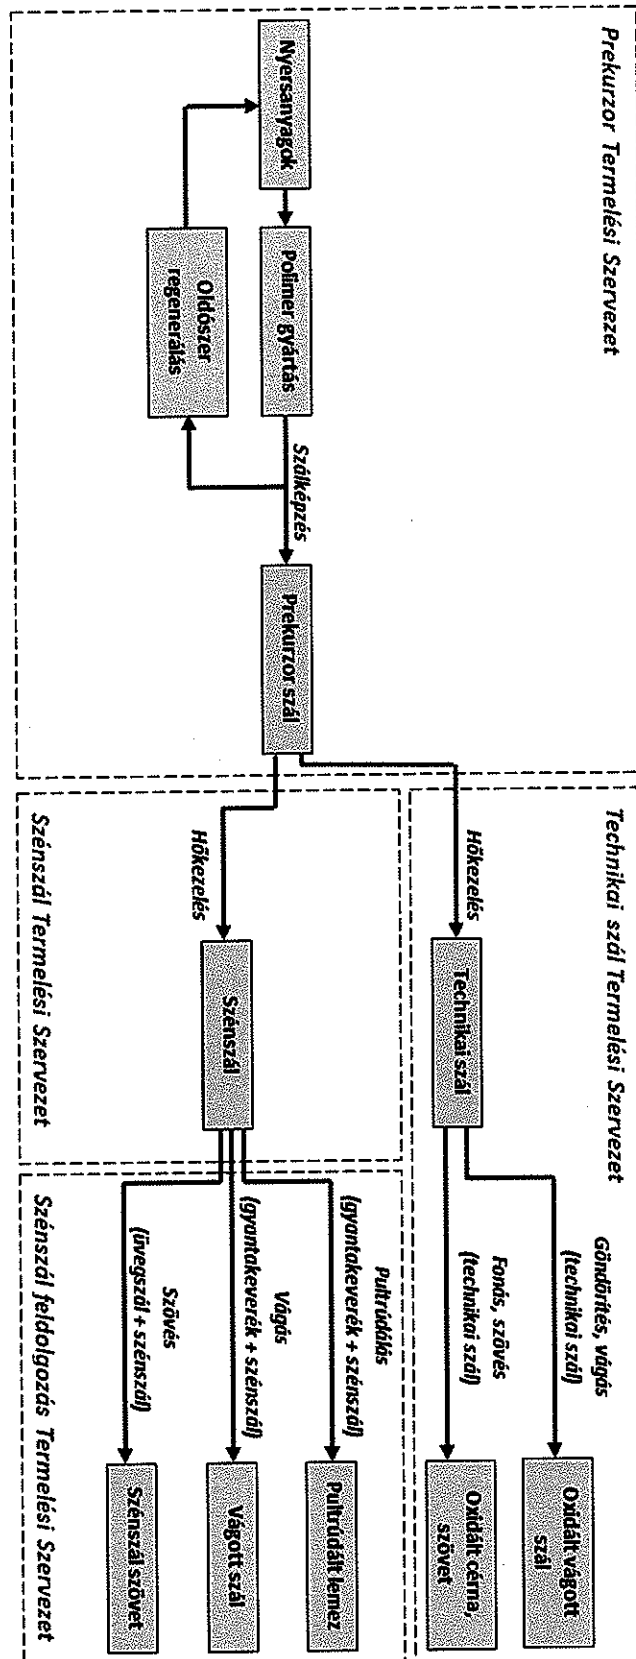 Prekurzor Termelési Szervezet
Nyersanyagok
Polimer gyártás
Oldószer
regenerálás
Szálképzés
Prekurzor szál
Technikai szál Termelési Szervezet
Hőkezelés
Technikai szál
Göndörítés, vágás
(technikai szál)
Oxidált vágott
szál
Fonás, szövés
(technikai szál)
Oxidált cérna,
szövet
Hőkezelés
Szénszál
Szénszál Termelési Szervezet
Pultrúdálás
(gyantakeverék + szénszál)
Pultrúdált lemez
Vágás
(gyantakeverék + szénszál)
Vágott szál
Szövés
(üvegszál + szénszál)
Szénszál szövet
Szénszál feldolgozás Termelési Szervezet